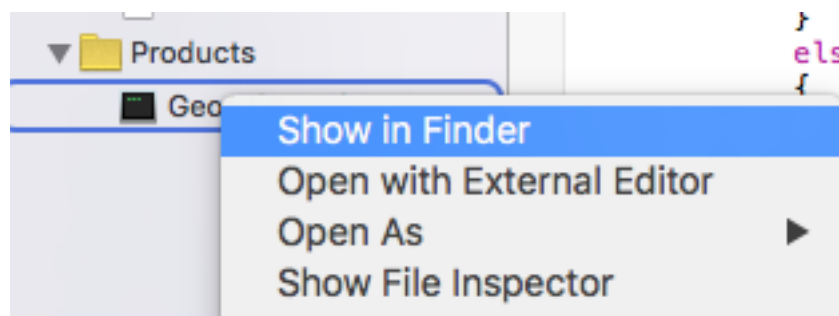 }
Products
els
{
Geo
Show in Finder
Open with External Editor
Open As
Show File Inspector